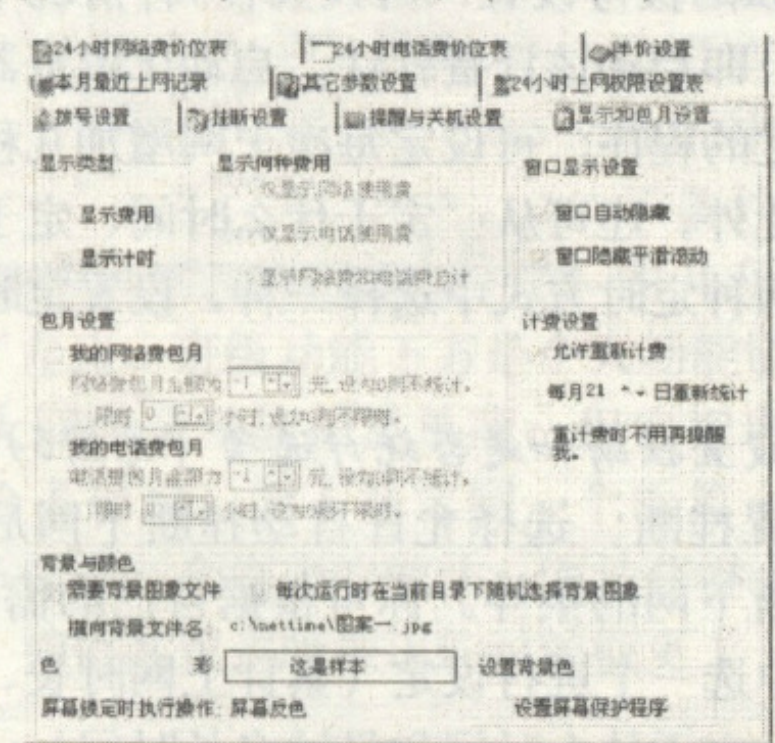 24小时网络费价位表 24小时电话费价位表 半价设置
本月最近上网记录 其它参数设置 24小时上网权限设置表
拨号设置 挂断设置 提醒与关机设置 显示和包月设置
显示类型 显示何种费用 窗口显示设置
仅显示网络使用费
显示费用 窗口自动隐藏
仅显示电话使用费
显示计时 窗口隐藏平滑滚动
显示网络费和电话费总计
包月设置 计费设置
我的网络费包月 允许重新计费
网络费包月金额为 -1 元,设为0则不统计。
每月21日重新统计
限时 0 小时,设为0则不限时。
我的电话费包月 重计费时不用再提醒我。
电话费包月金额为 -1 元,设为0则不统计。
限时 0 小时,设为0则不限时。
背景与颜色
需要背景图象文件 每次运行时在当前目录下随机选择背景图象
横向背景文件名: c:\nettime\图案一.jpg
色 彩 这是样本 设置背景色
屏幕锁定时执行操作: 屏幕反色 设置屏幕保护程序